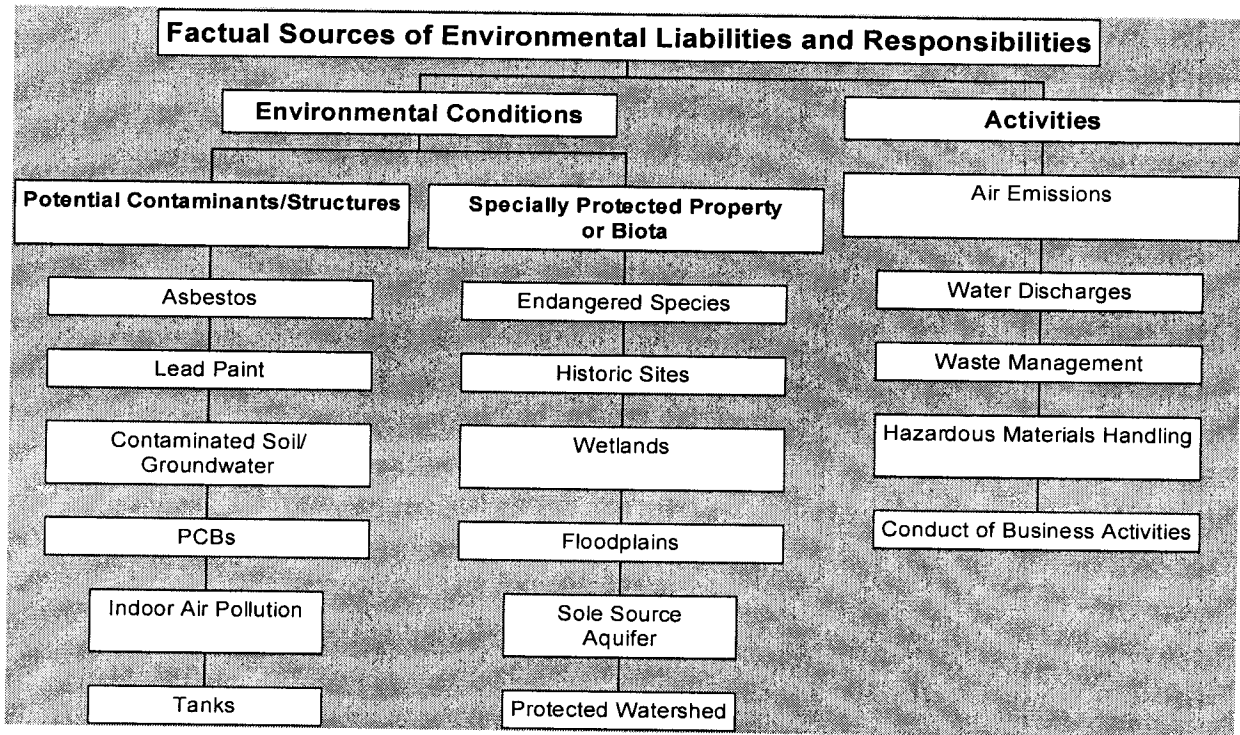 Factual Sources of Environmental Liabilities and Responsibilities
Environmental Conditions
Activities
Potential Contaminants/Structures
Specially Protected Property
or Biota
Air Emissions
Asbestos
Endangered Species
Water Discharges
Lead Paint
Historic Sites
Waste Management
Contaminated Soil/
Groundwater
Wetlands
Hazardous Materials Handling
PCBs
Floodplains
Conduct of Business Activities
Indoor Air Pollution
Sole Source
Aquifer
Tanks
Protected Watershed